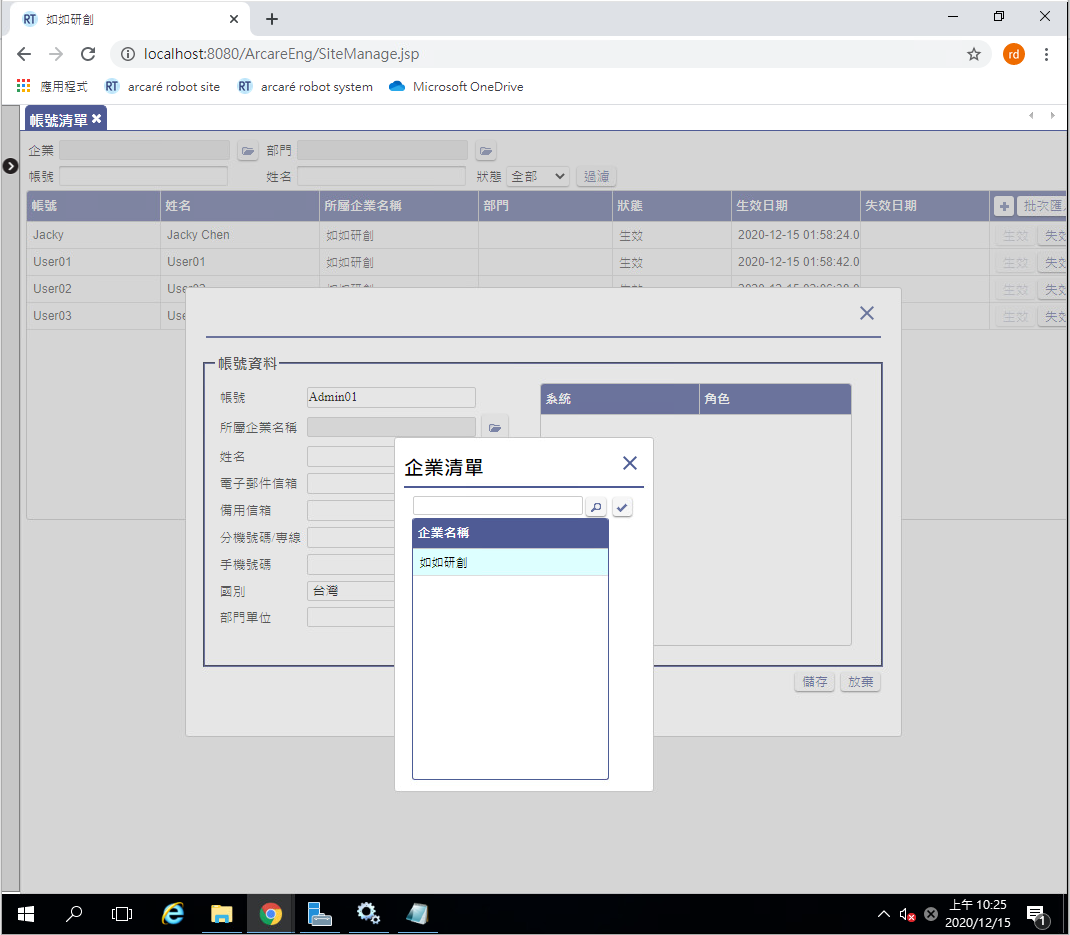 RT 如如研創
localhost:8080/ArcareEng/SiteManage.jsp
rd
應用程式 RT arcaré robot site RT arcaré robot system Microsoft OneDrive
帳號清單
企業 部門
帳號 姓名 狀態 全部 過濾
帳號 姓名 所屬企業名稱 部門 狀態 生效日期 失效日期 批次匯
Jacky Jacky Chen 如如研創 生效 2020-12-15 01:58:24.0 生效 失效
User01 User01 如如研創 生效 2020-12-15 01:58:42.0 生效 失效
User02 如如研創 生效 生效 失效
User03 生效 失效
帳號資料
帳號 Admin01
系統 角色
所屬企業名稱
姓名
電子郵件信箱
備用信箱
分機號碼/專線
手機號碼
國別 台灣
部門單位
儲存 放棄
企業清單
企業名稱
如如研創
上午 10:25
2020/12/15
1